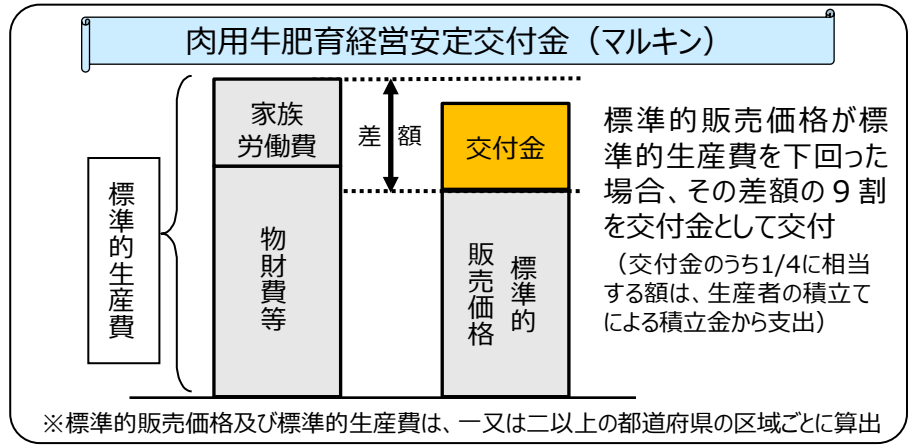 肉用牛肥育経営安定交付金（マルキン）
標準的生産費
家族
労働費
物財費等
差額
交付金
標準的
販売価格
標準的販売価格が標
準的生産費を下回った
場合、その差額の９割
を交付金として交付
（交付金のうち1/4に相当
する額は、生産者の積立て
による積立金から支出）
※標準的販売価格及び標準的生産費は、一又は二以上の都道府県の区域ごとに算出